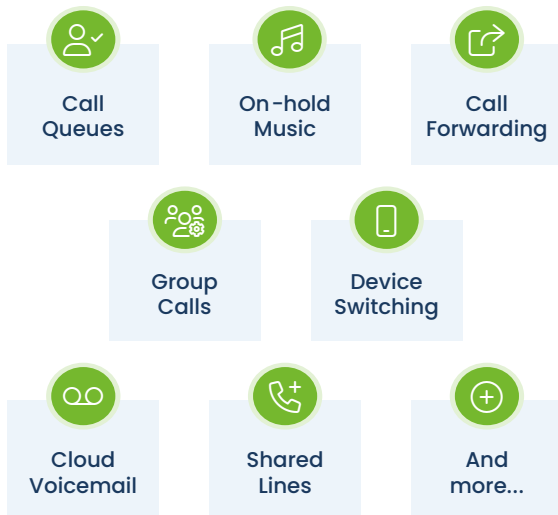 Call
Queues
On-hold
Music
Call
Forwarding
Group
Calls
Device
Switching
Cloud
Voicemail
Shared
Lines
And
more...